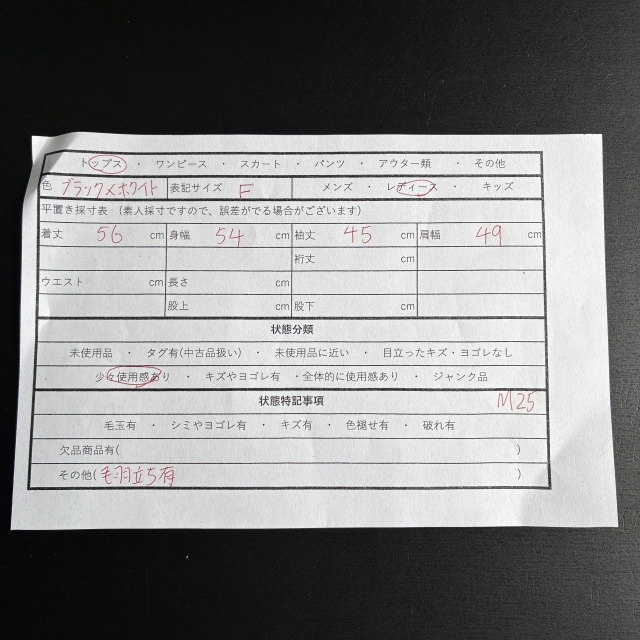 トップス ・ ワンピース ・ スカート ・ パンツ ・ アウター類 ・ その他
色 ブラック×ホワイト 表記サイズ F メンズ ・ レディース ・ キッズ
平置き採寸表 (素人採寸ですので、誤差がでる場合がございます)
着丈 56 cm 身幅 54 cm 袖丈 45 cm 肩幅 49 cm
裄丈 cm
ウエスト cm 長さ cm
股上 cm 股下 cm
状態分類
未使用品 ・ タグ有(中古品扱い) ・ 未使用品に近い ・ 目立ったキズ・ヨゴレなし
少々使用感あり ・ キズやヨゴレ有 ・全体的に使用感あり ・ ジャンク品
状態特記事項 M25
毛玉有 ・ シミやヨゴレ有 ・ キズ有 ・ 色褪せ有 ・ 破れ有
欠品商品有( )
その他(毛羽立ち有 )